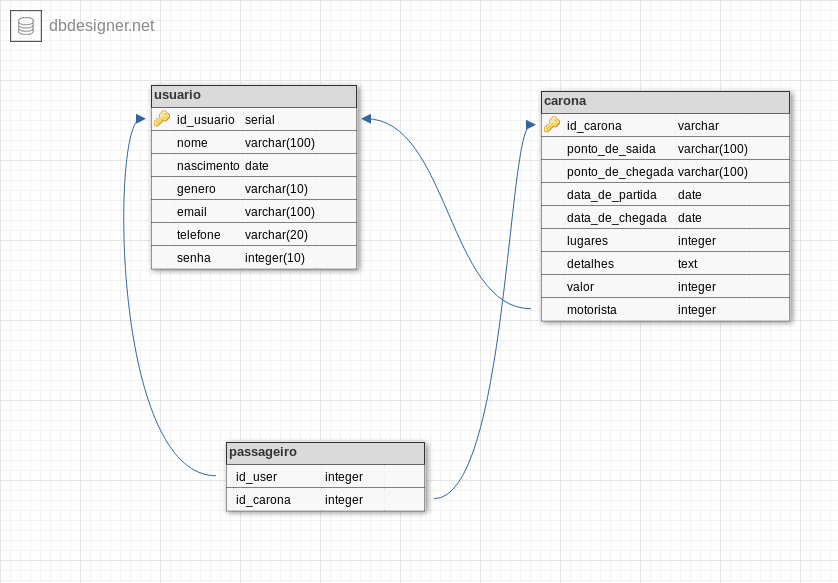 dbdesigner.net
usuario
id_usuario serial
nome varchar(100)
nascimento date
genero varchar(10)
email varchar(100)
telefone varchar(20)
senha integer(10)
carona
id_carona varchar
ponto_de_saida varchar(100)
ponto_de_chegada varchar(100)
data_de_partida date
data_de_chegada date
lugares integer
detalhes text
valor integer
motorista integer
passageiro
id_user integer
id_carona integer